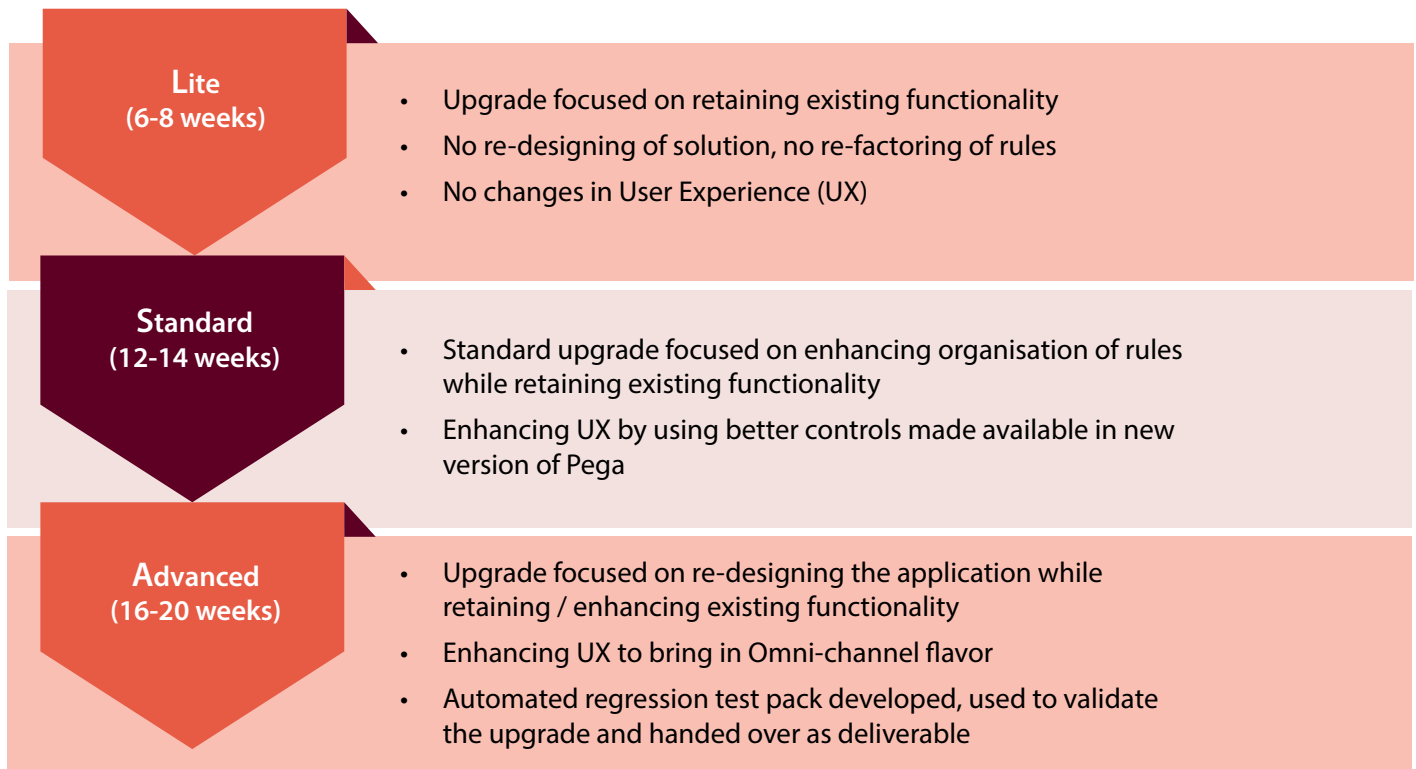 Lite
(6-8 weeks)
• Upgrade focused on retaining existing functionality
• No re-designing of solution, no re-factoring of rules
• No changes in User Experience (UX)
Standard
(12-14 weeks)
• Standard upgrade focused on enhancing organisation of rules
while retaining existing functionality
• Enhancing UX by using better controls made available in new
version of Pega
Advanced
(16-20 weeks)
• Upgrade focused on re-designing the application while
retaining / enhancing existing functionality
• Enhancing UX to bring in Omni-channel flavor
• Automated regression test pack developed, used to validate
the upgrade and handed over as deliverable